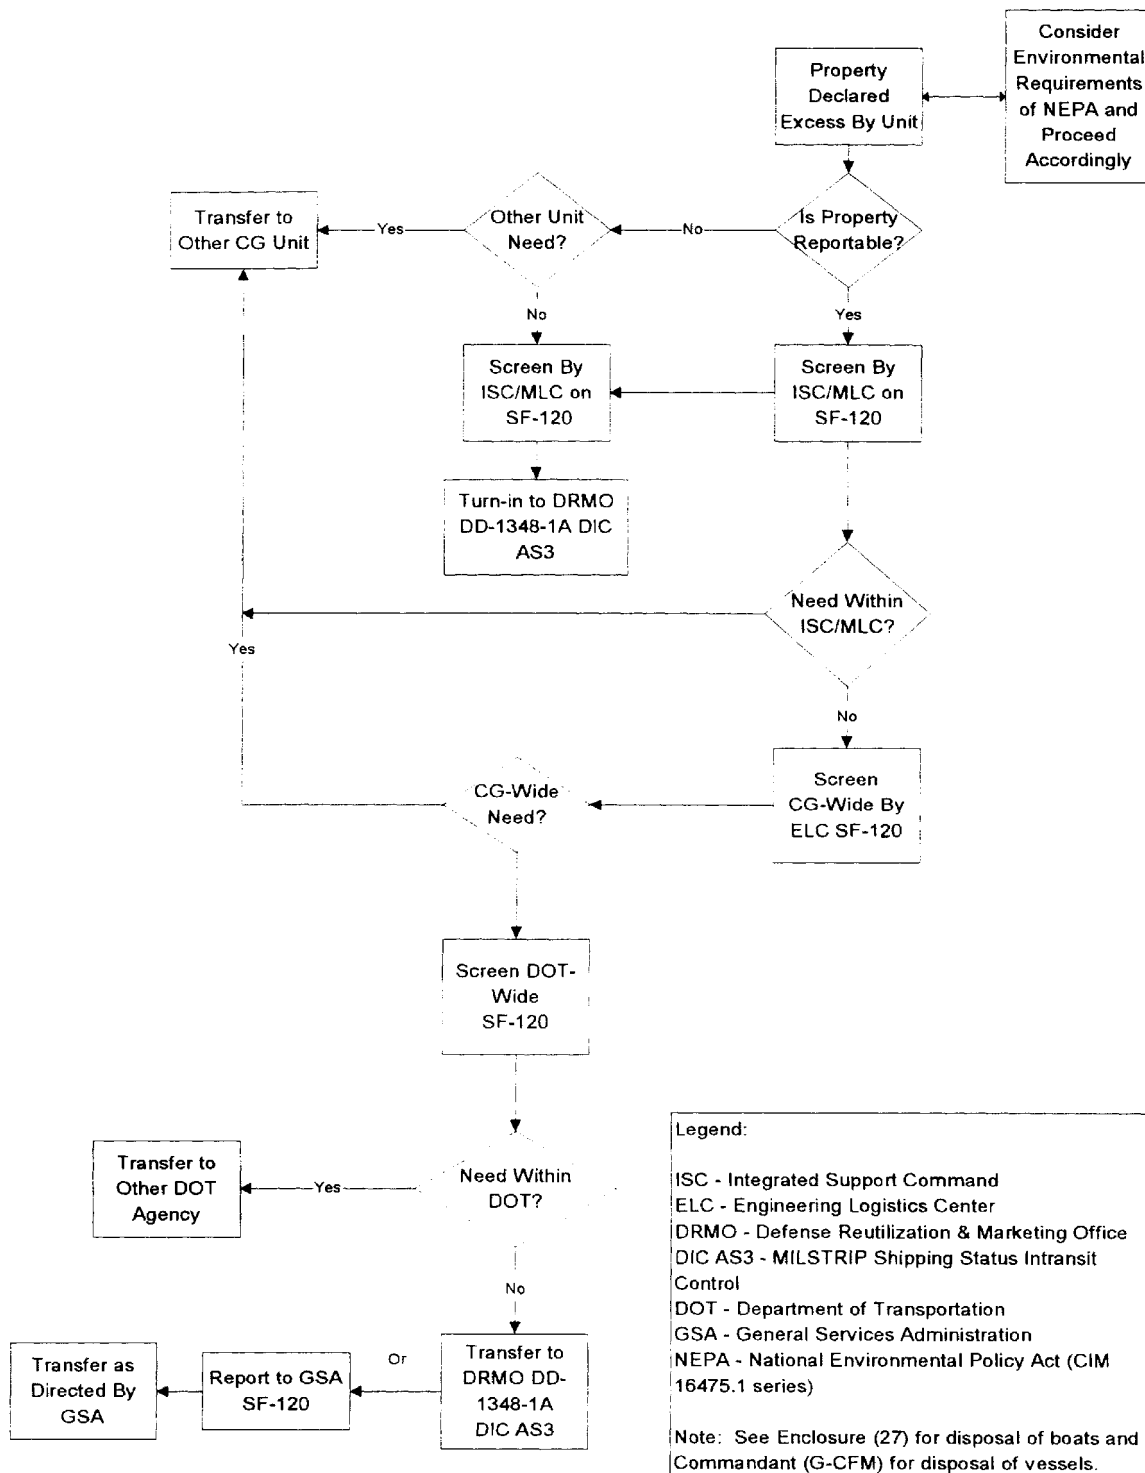 Consider
Environmental
Requirements
of NEPA and
Proceed
Accordingly
Property
Declared
Excess By Unit
Is Property
Reportable?
No
Other Unit
Need?
Yes
Transfer to
Other CG Unit
No
Yes
Screen By
ISC/MLC on
SF-120
Screen By
ISC/MLC on
SF-120
Turn-in to DRMO
DD-1348-1A DIC
AS3
Need Within
ISC/MLC?
Yes
No
Screen
CG-Wide By
ELC SF-120
CG-Wide
Need?
Screen DOT-
Wide
SF-120
Need Within
DOT?
Yes
Transfer to
Other DOT
Agency
No
Transfer to
DRMO DD-
1348-1A
DIC AS3
Or
Report to GSA
SF-120
Transfer as
Directed By
GSA
Legend:
ISC - Integrated Support Command
ELC - Engineering Logistics Center
DRMO - Defense Reutilization & Marketing Office
DIC AS3 - MILSTRIP Shipping Status Intransit
Control
DOT - Department of Transportation
GSA - General Services Administration
NEPA - National Environmental Policy Act (CIM
16475.1 series)
Note: See Enclosure (27) for disposal of boats and
Commandant (G-CFM) for disposal of vessels.